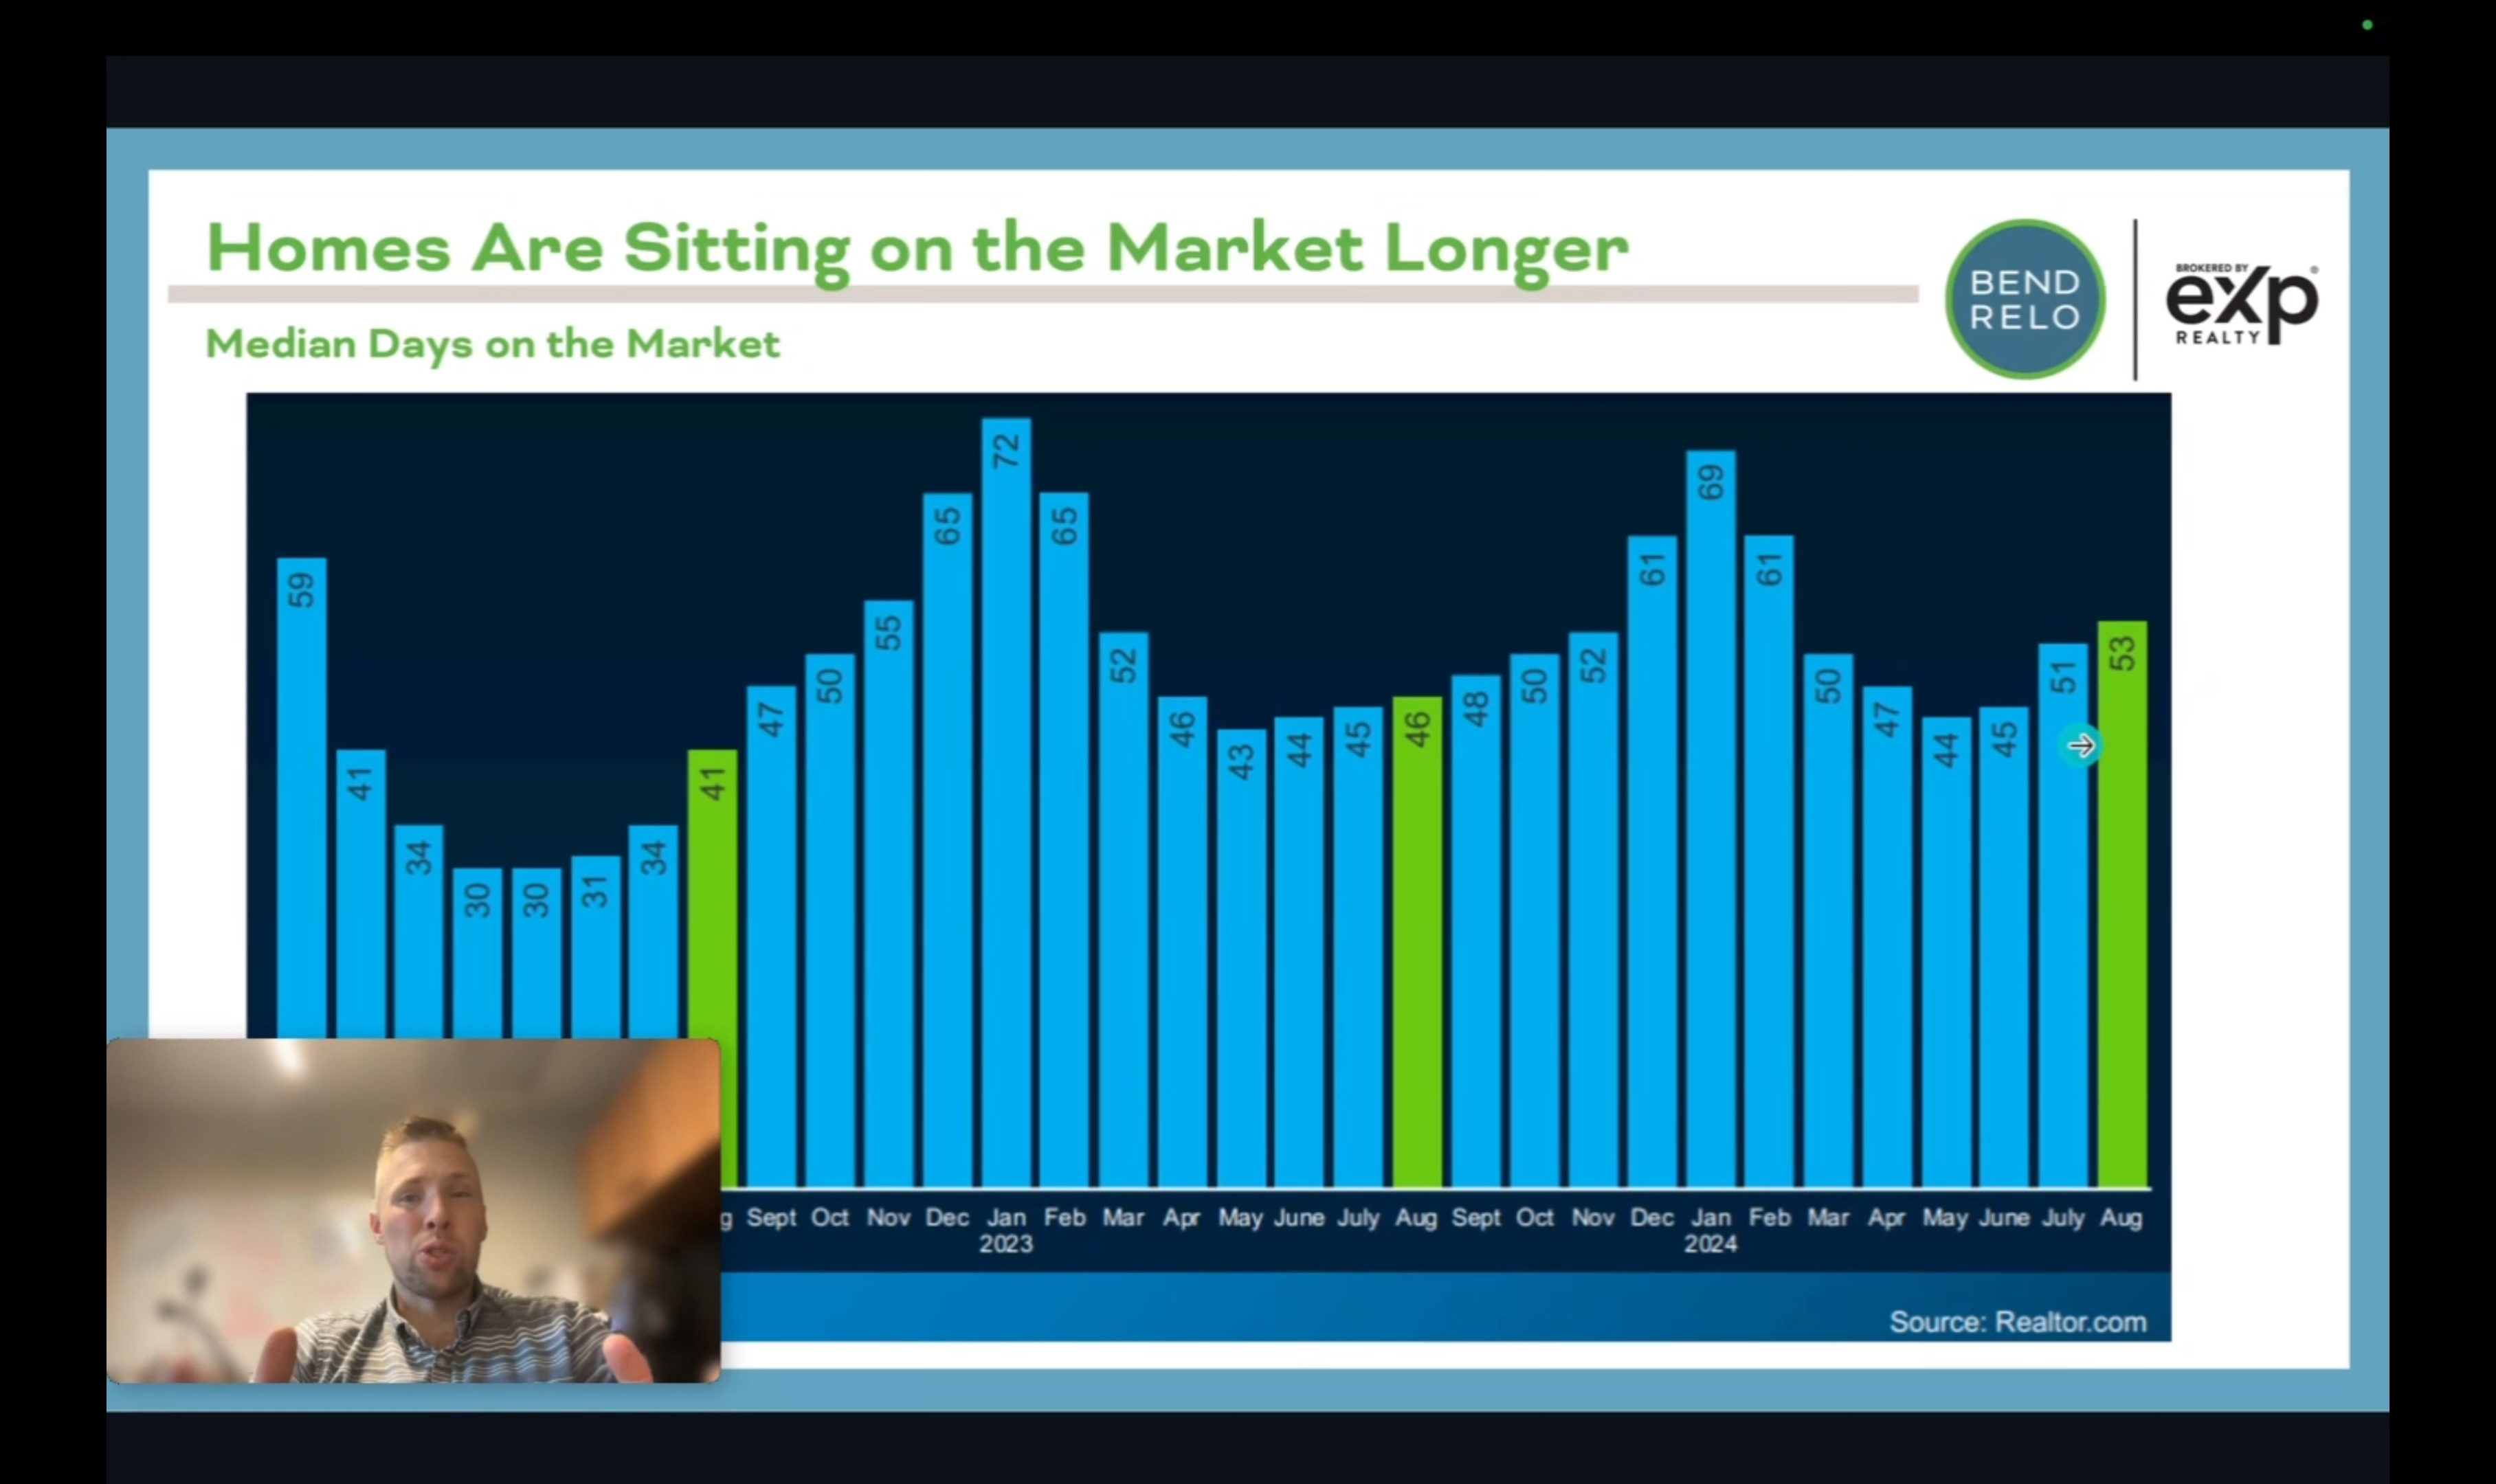 Homes Are Sitting on the Market Longer
Median Days on the Market
BEND
RELO
BROKERED BY
eXp®
REALTY
59 41 34 30 30 31 34 41 47 50 55 65 72 65 52 46 43 44 45 46 48 50 52 61 69 61 50 47 44 45 51 53
g Sept Oct Nov Dec Jan Feb Mar Apr May June July Aug Sept Oct Nov Dec Jan Feb Mar Apr May June July Aug
2023 2024
Source: Realtor.com